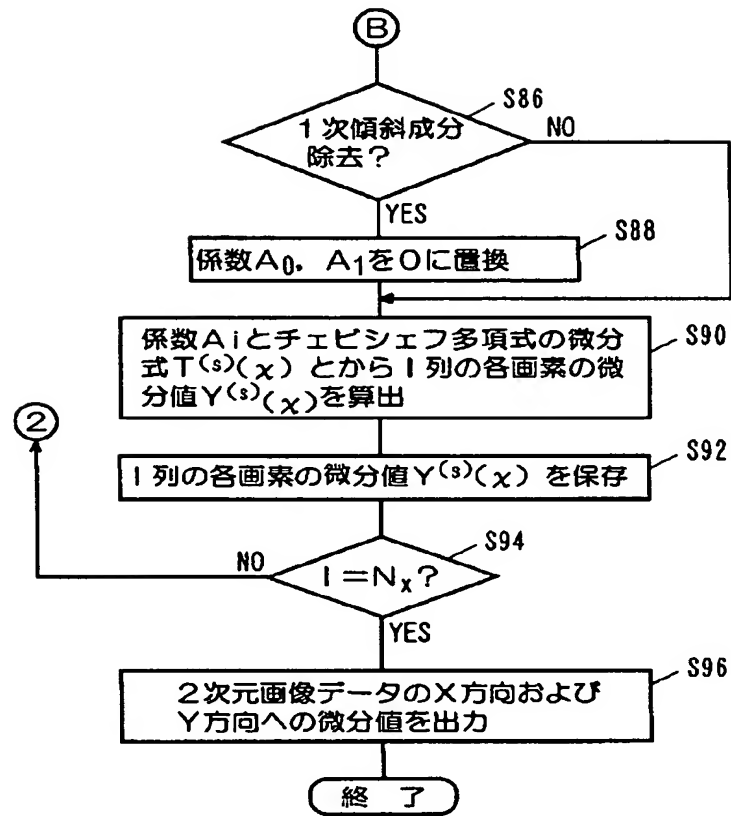 B
S86
1次傾斜成分
除去?
NO
YES
S88
係数A₀, A₁を0に置換
S90
係数Aiとチェビシェフ多項式の微分
式T⁽ˢ⁾(χ)とからI列の各画素の微
分値Y⁽ˢ⁾(χ)を算出
2
S92
I列の各画素の微分値Y⁽ˢ⁾(χ)を保存
S94
NO
I=Nₓ?
YES
S96
2次元画像データのX方向および
Y方向への微分値を出力
終 了